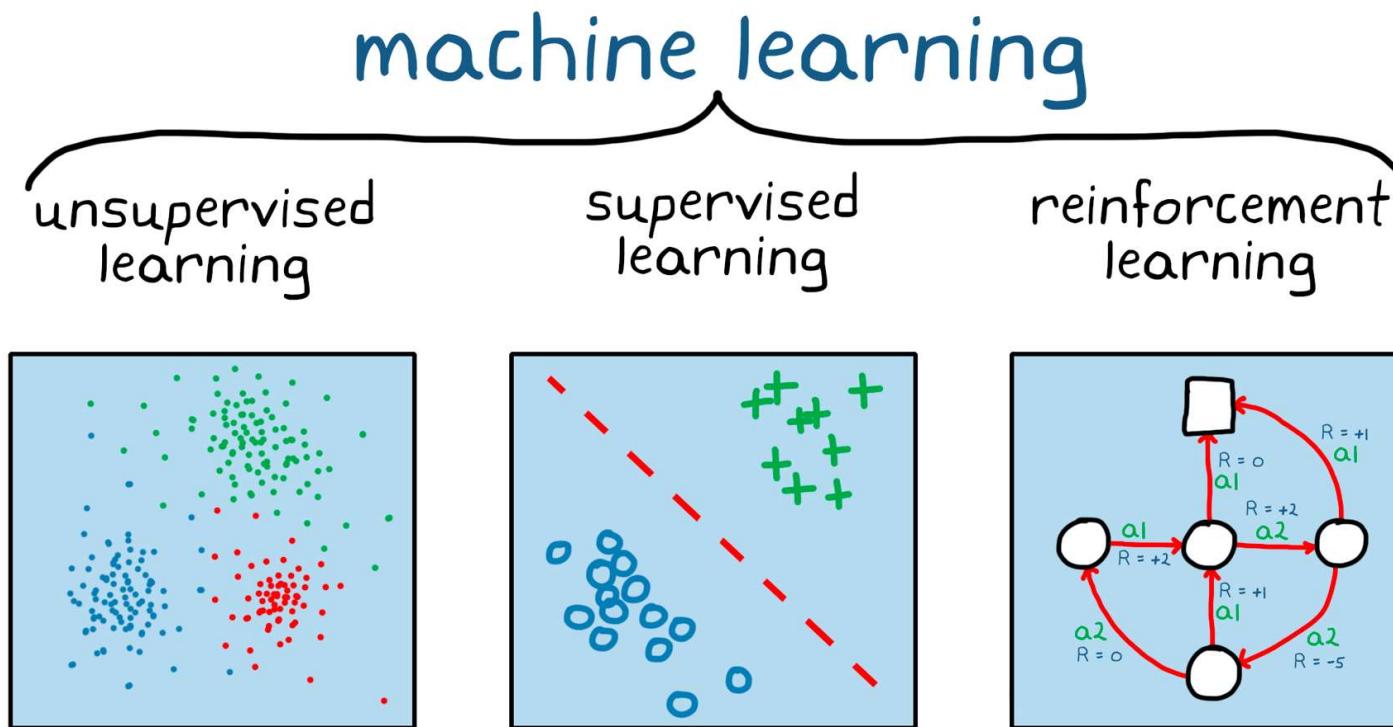 machine learning
unsupervised
learning
supervised
learning
reinforcement
learning
R = +1
a1
R = 0
a1
R = +2
a1
a2
R = +2
R = +1
a1
a2
R = 0
a2
R = -5